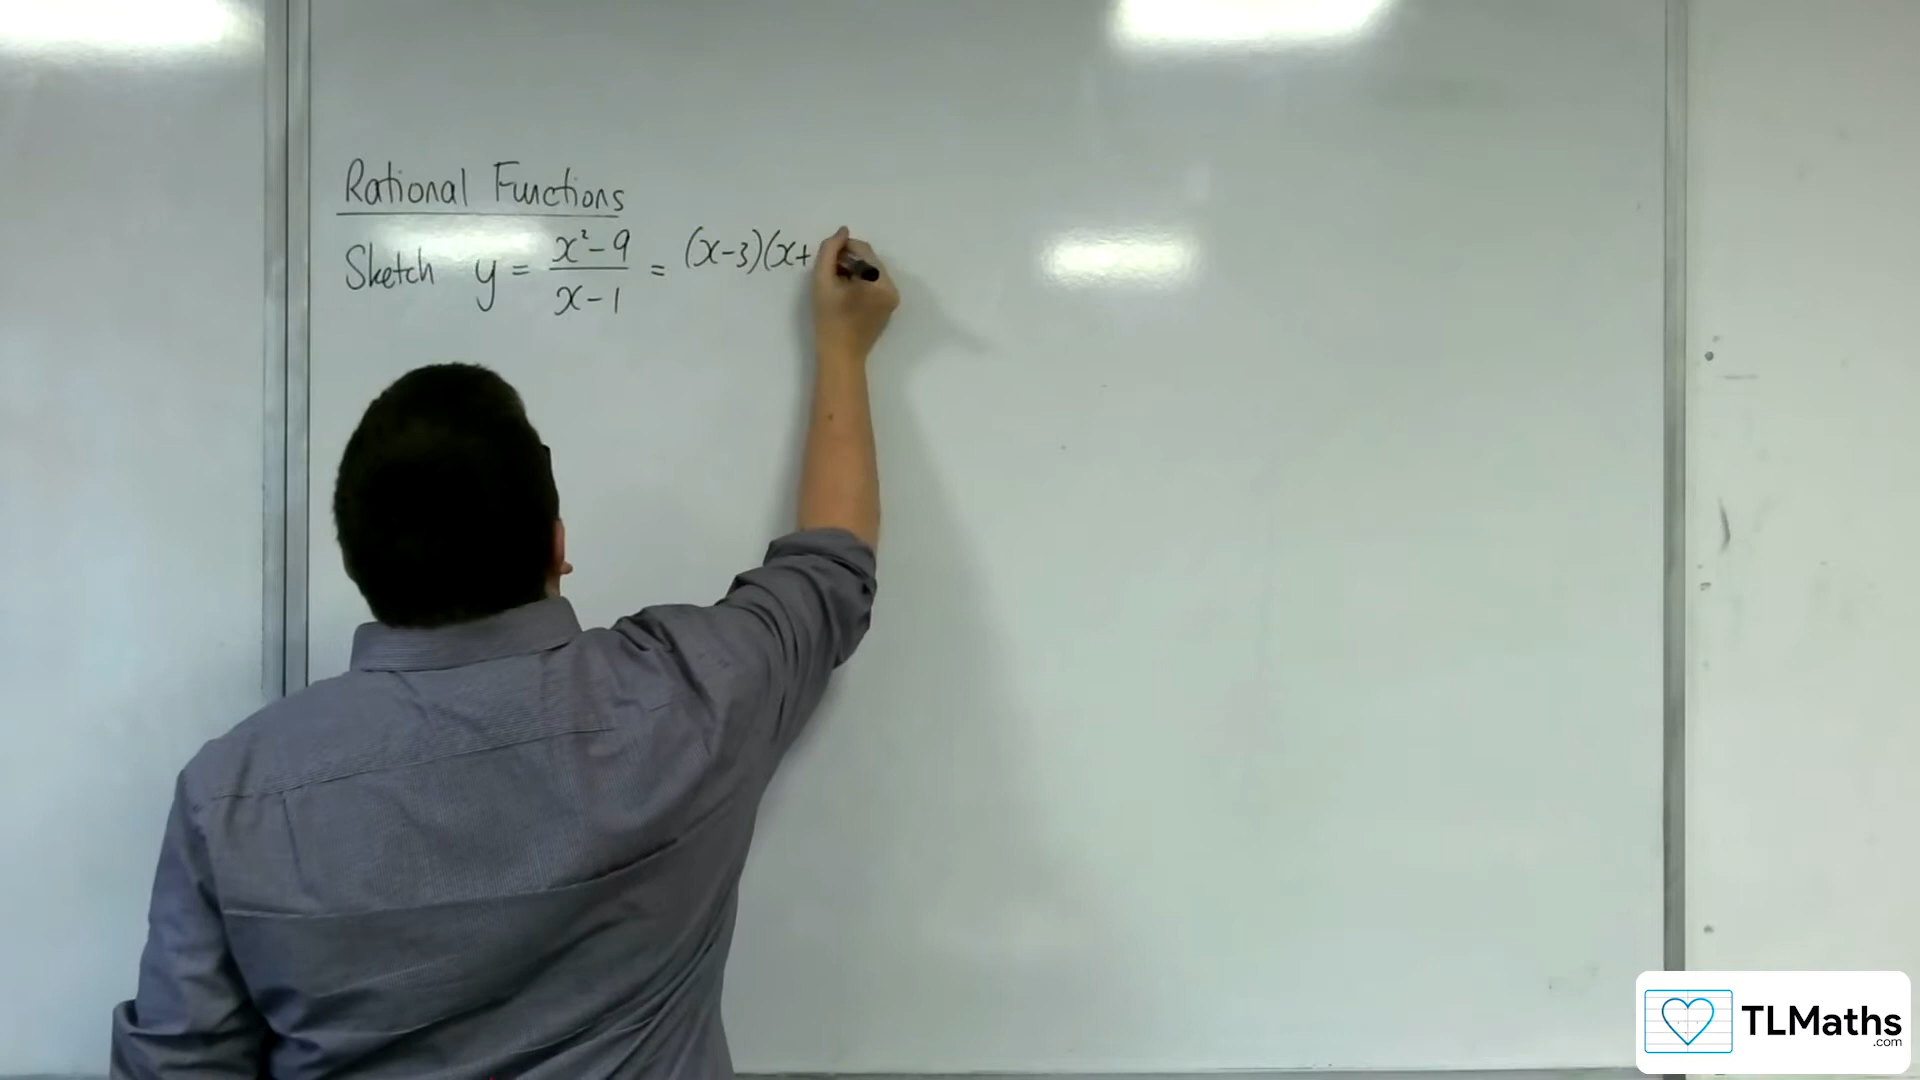 Rational Functions
Sketch y = x²-9 / x-1 = (x-3)(x+
TLMaths
.com